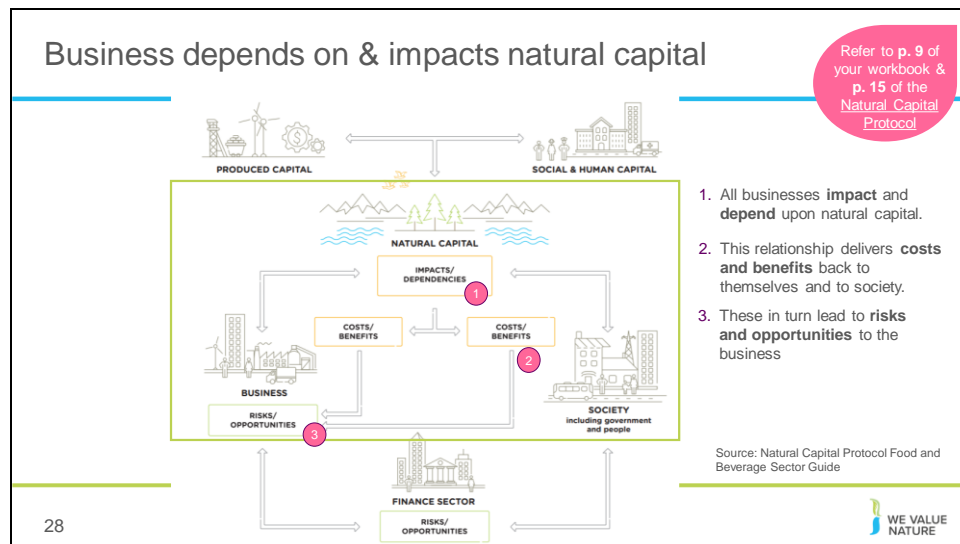 Business depends on & impacts natural capital
Refer to p. 9 of
your workbook &
p. 15 of the
Natural Capital
Protocol
PRODUCED CAPITAL
SOCIAL & HUMAN CAPITAL
NATURAL CAPITAL
IMPACTS/
DEPENDENCIES
1
COSTS/
BENEFITS
COSTS/
BENEFITS
2
BUSINESS
RISKS/
OPPORTUNITIES
3
SOCIETY
including government
and people
FINANCE SECTOR
RISKS/
OPPORTUNITIES
1. All businesses impact and
depend upon natural capital.
2. This relationship delivers costs
and benefits back to
themselves and to society.
3. These in turn lead to risks
and opportunities to the
business
Source: Natural Capital Protocol Food and
Beverage Sector Guide
28
WE VALUE
NATURE